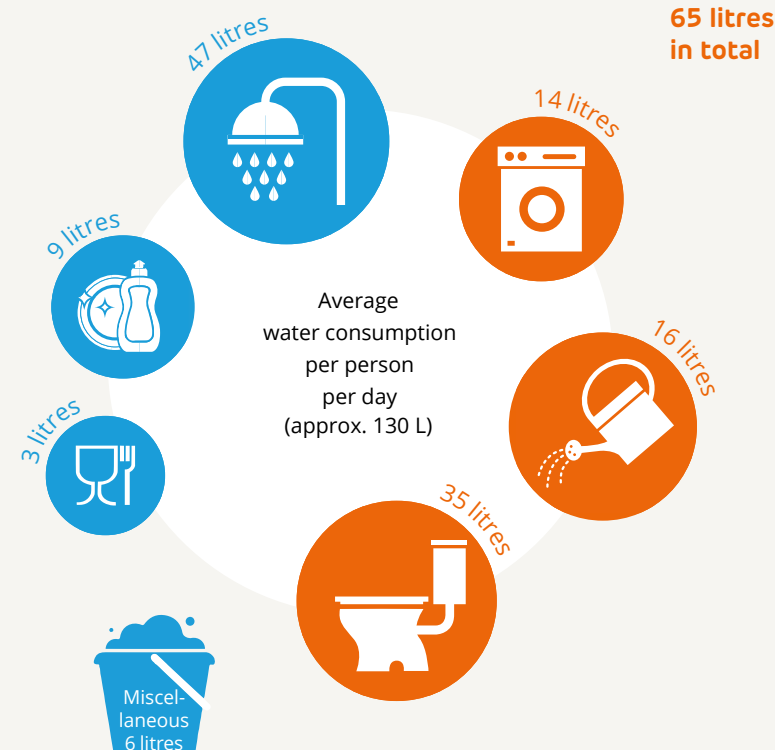 65 litres
in total
47 litres
14 litres
9 litres
16 litres
Average
water consumption
per person
per day
(approx. 130 L)
3 litres
35 litres
Miscel-
laneous
6 litres